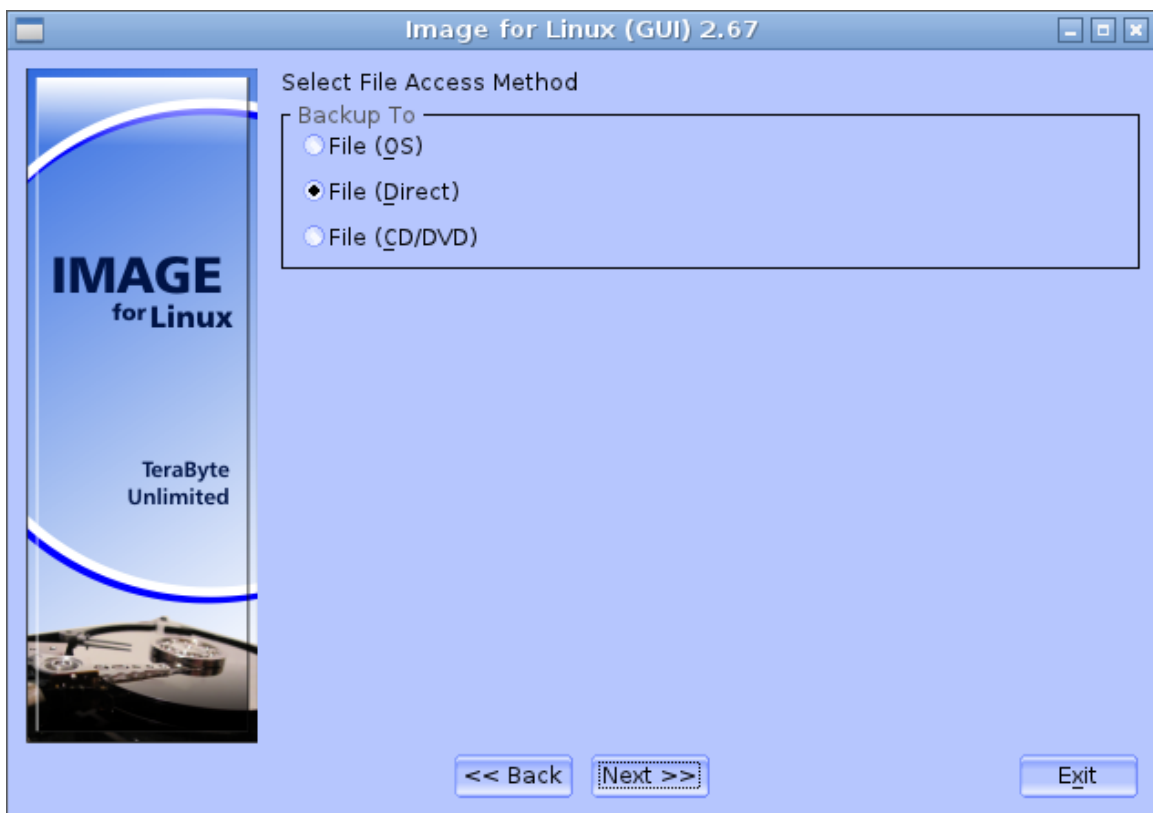 Image for Linux (GUI) 2.67
Select File Access Method
Backup To
File (OS)
File (Direct)
File (CD/DVD)
IMAGE
for Linux
TeraByte
Unlimited
<< Back
Next >>
Exit